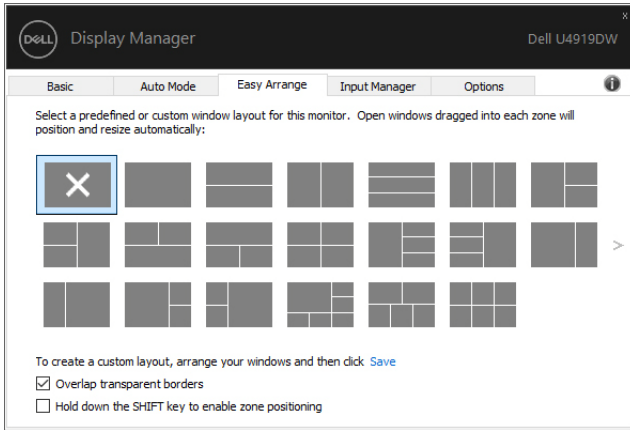 x
DELL Display Manager Dell U4919DW
Basic Auto Mode Easy Arrange Input Manager Options
Select a predefined or custom window layout for this monitor. Open windows dragged into each zone will
position and resize automatically:
>
To create a custom layout, arrange your windows and then click Save
Overlap transparent borders
Hold down the SHIFT key to enable zone positioning